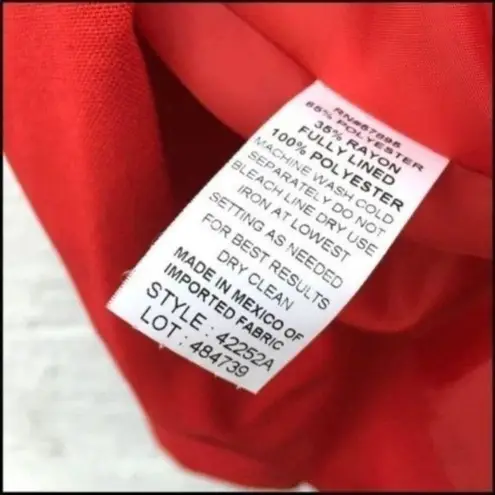 RN#57895
65% POLYESTER
35% RAYON
FULLY LINED
100% POLYESTER
MACHINE WASH COLD
SEPARATELY DO NOT
BLEACH LINE DRY USE
IRON AT LOWEST
SETTING AS NEEDED
FOR BEST RESULTS
DRY CLEAN
MADE IN MEXICO OF
IMPORTED FABRIC
STYLE : 42252A
LOT : 484739